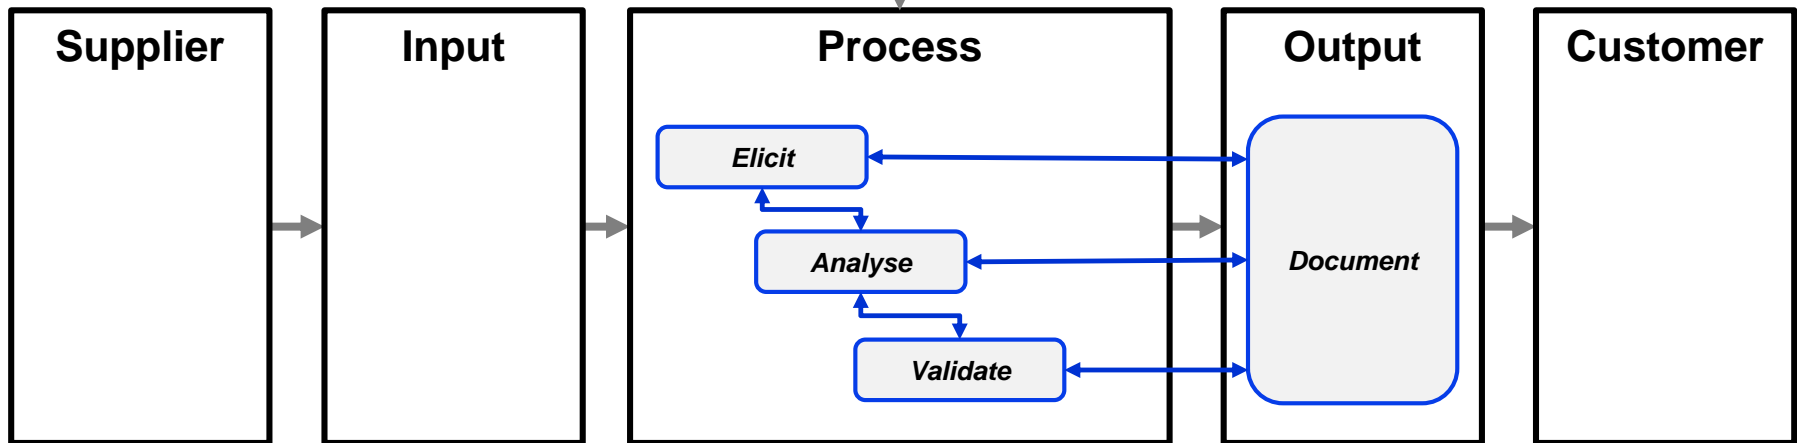 Supplier
Input
Process
Output
Customer
Elicit
Analyse
Validate
Document